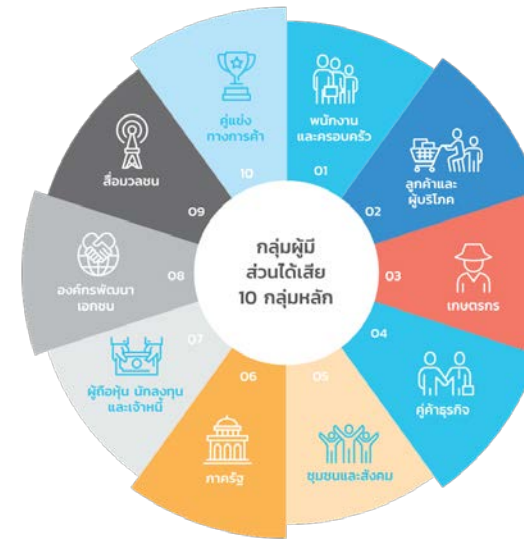 กลุ่มผู้มี
ส่วนได้เสีย
10 กลุ่มหลัก
พนักงาน
และครอบครัว
01
ลูกค้าและ
ผู้บริโภค
02
03
เกษตรกร
04
คู่ค้าธุรกิจ
05
ชุมชนและสังคม
06
ภาครัฐ
07
ผู้ถือหุ้น นักลงทุน
และเจ้าหนี้
08
องค์กรพัฒนา
เอกชน
09
สื่อมวลชน
คู่แข่ง
ทางการค้า
10